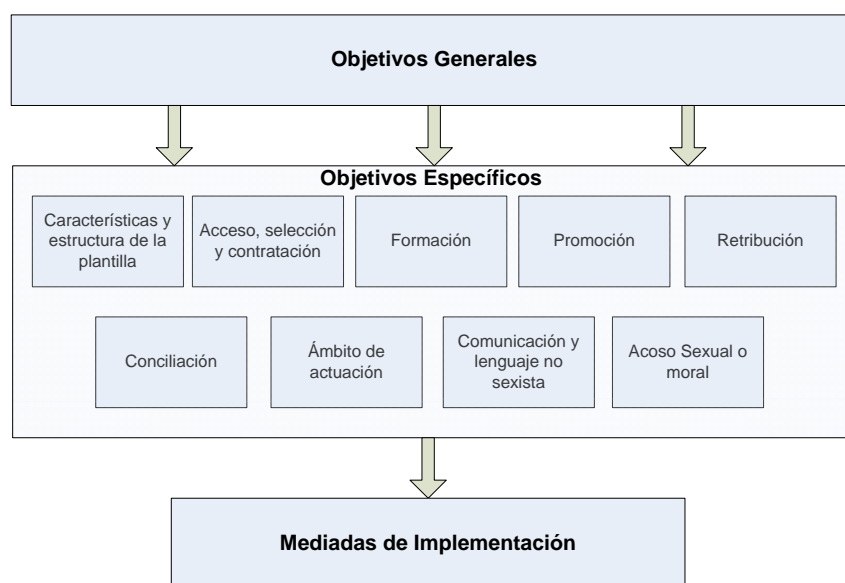 Objetivos Generales
Objetivos Específicos
Características y
estructura de la
plantilla
Acceso, selección
y contratación
Formación
Promoción
Retribución
Conciliación
Ámbito de
actuación
Comunicación y
lenguaje no
sexista
Acoso Sexual o
moral
Mediadas de Implementación